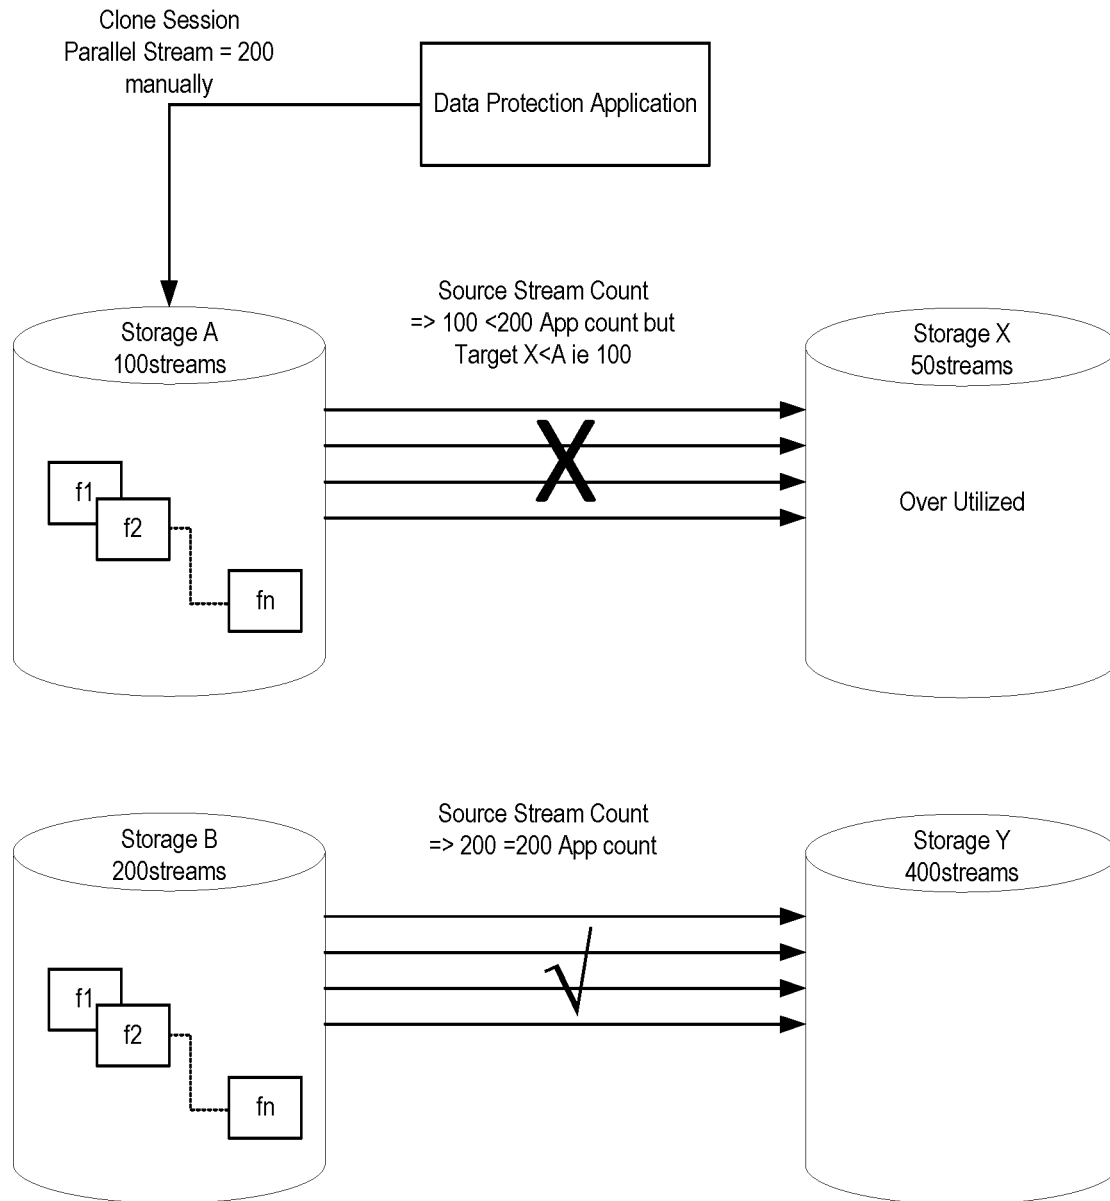 Clone Session
Parallel Stream = 200
manually
Data Protection Application
Source Stream Count
=> 100 <200 App count but
Target X<A ie 100
Storage A
100streams
Storage X
50streams
X
f1
f2
fn
Over Utilized
Source Stream Count
=> 200 =200 App count
Storage B
200streams
Storage Y
400streams
√
f1
f2
fn